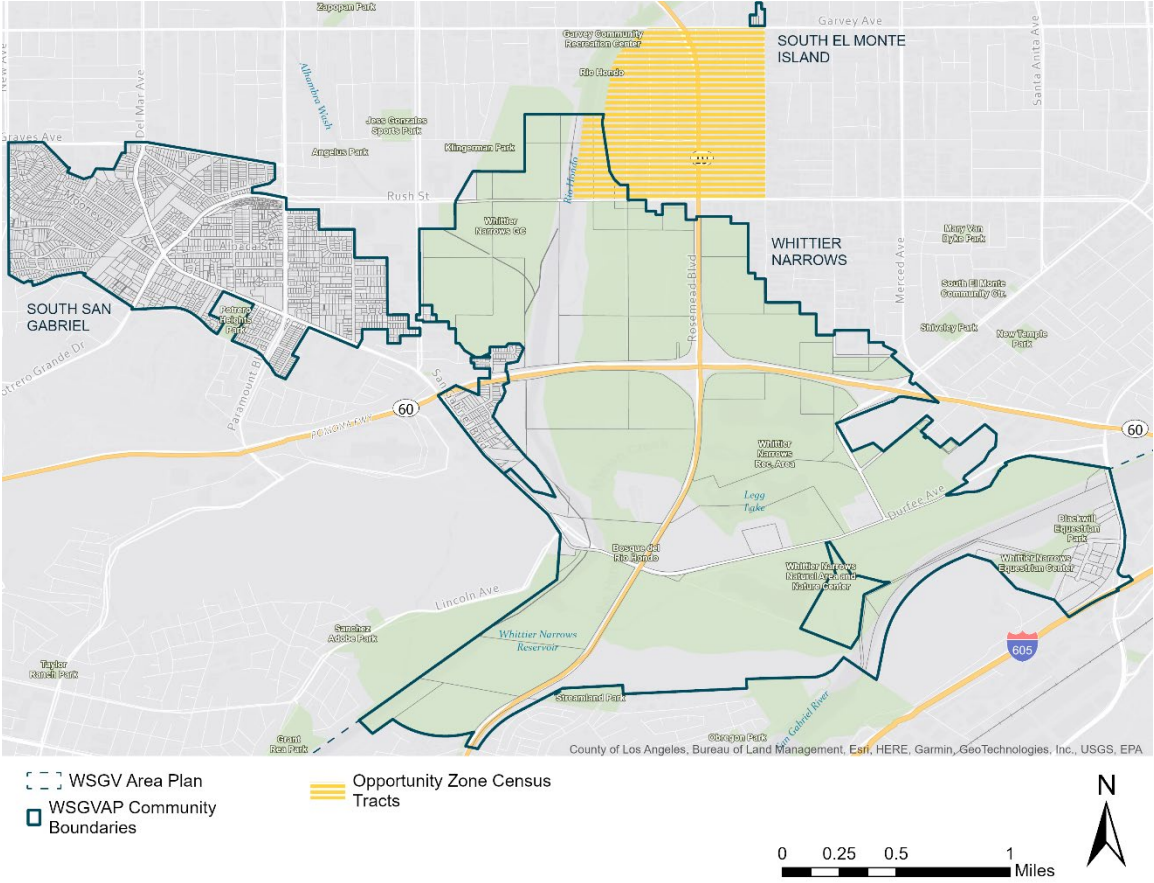 Zapopan Park
Garvey Ave
Garvey Community
Recreation Center
SOUTH EL MONTE
ISLAND
New Ave
Del Mar Ave
Alhambra Wash
Rio Hondo
Santa Anita Ave
Jess Gonzales
Sports Park
Graves Ave
Angelus Park
Klingerman Park
Rio Hondo
Rush St
Whittier
Narrows GC
WHITTIER
NARROWS
Mary Van
Dyke Park
Merced Ave
South El Monte
Community Ctr.
SOUTH SAN
GABRIEL
Potrero
Heights
Park
Rosemead Blvd
Shiveley Park
New Temple
Park
Potrero Grande Dr
Paramount Bl
San Gabriel Blvd
60
60
Whittier
Narrows
Rec. Area
Legg
Lake
Durfee Ave
Blackwill
Equestrian
Park
Bosque del
Rio Hondo
Whittier Narrows
Natural Area and
Nature Center
Whittier Narrows
Equestrian Center
Lincoln Ave
Sanchez
Adobe Park
Whittier Narrows
Reservoir
605
Taylor
Ranch Park
Streamland Park
San Gabriel River
Grant
Rea Park
Obregon Park
County of Los Angeles, Bureau of Land Management, Esri, HERE, Garmin, GeoTechnologies, Inc., USGS, EPA
WSGV Area Plan
WSGVAP Community
Boundaries
Opportunity Zone Census
Tracts
N
0 0.25 0.5 1
Miles